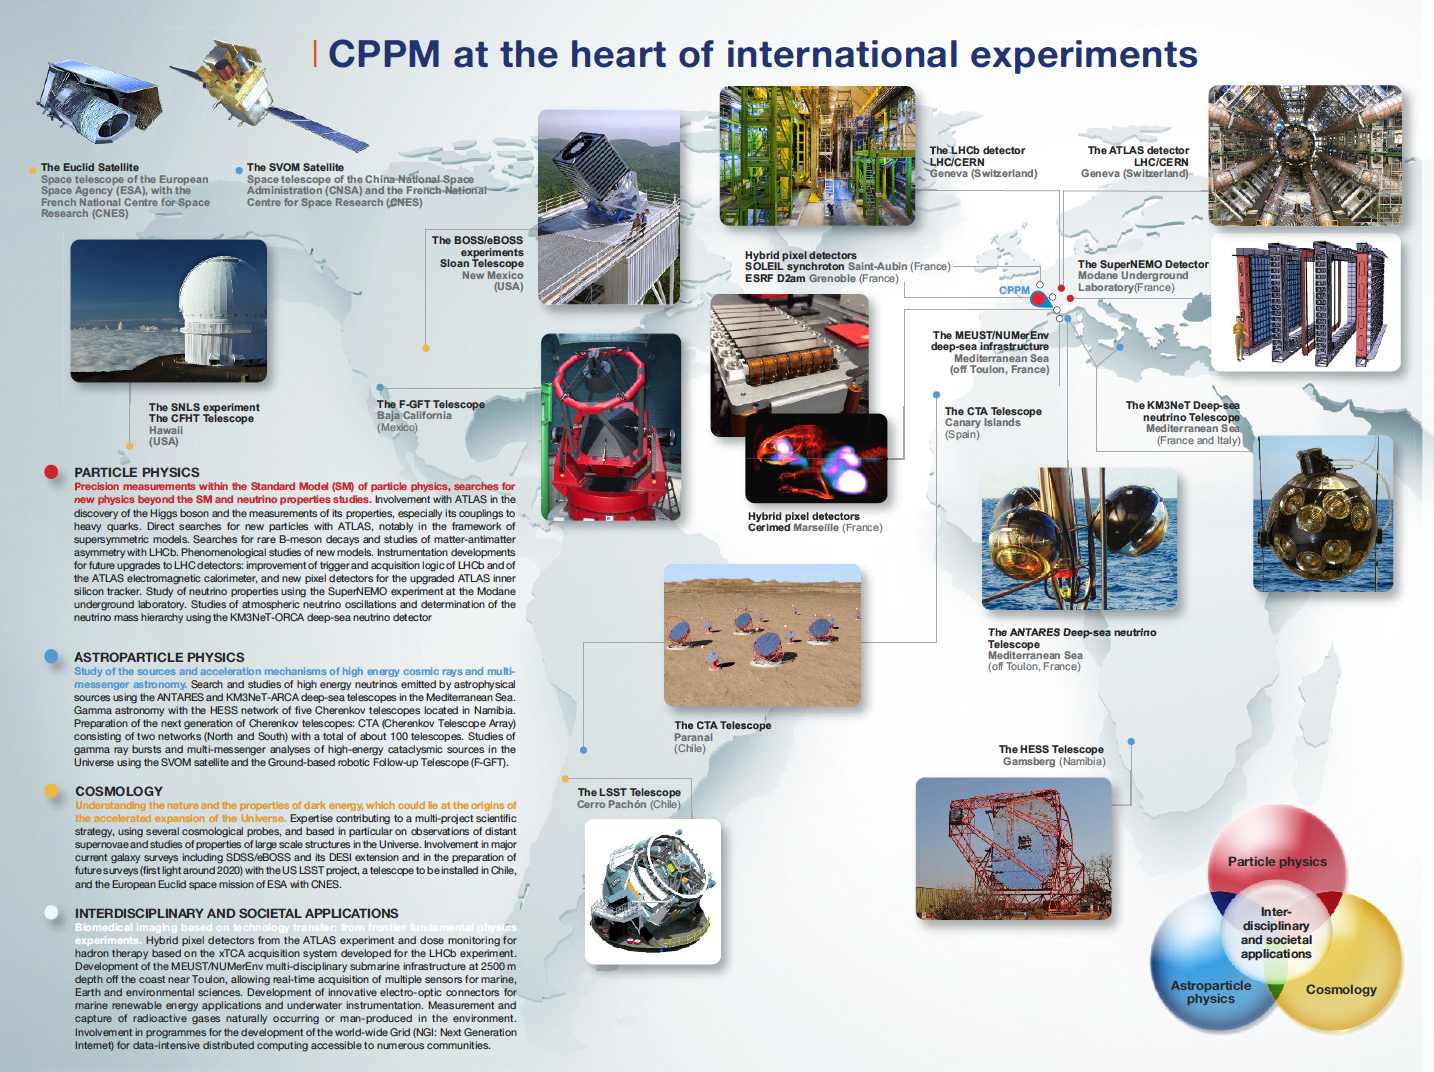 CPPM at the heart of international experiments
The Euclid Satellite
Space telescope of the European
Space Agency (ESA), with the
French National Centre for Space
Research (CNES)
The SVOM Satellite
Space telescope of the China National Space
Administration (CNSA) and the French National
Centre for Space Research (CNES)
The BOSS/eBOSS
experiments
Sloan Telescope
New Mexico
(USA)
The LHCb detector
LHC/CERN
Geneva (Switzerland)
The ATLAS detector
LHC/CERN
Geneva (Switzerland)
Hybrid pixel detectors
SOLEIL synchroton Saint-Aubin (France)
ESRF D2am Grenoble (France)
CPPM
The SuperNEMO Detector
Modane Underground
Laboratory(France)
The MEUST/NUMerEnv
deep-sea infrastructure
Mediterranean Sea
(off Toulon, France)
The SNLS experiment
The CFHT Telescope
Hawaii
(USA)
The F-GFT Telescope
Baja California
(Mexico)
The CTA Telescope
Canary Islands
(Spain)
The KM3NeT Deep-sea
neutrino Telescope
Mediterranean Sea
(France and Italy)
Hybrid pixel detectors
Cerimed Marseille (France)
The ANTARES Deep-sea neutrino
Telescope
Mediterranean Sea
(off Toulon, France)
The CTA Telescope
Paranal
(Chile)
The HESS Telescope
Gamsberg (Namibia)
The LSST Telescope
Cerro Pachón (Chile)
PARTICLE PHYSICS
Precision measurements within the Standard Model (SM) of particle physics, searches for
new physics beyond the SM and neutrino properties studies. Involvement with ATLAS in the
discovery of the Higgs boson and the measurements of its properties, especially its couplings to
heavy quarks. Direct searches for new particles with ATLAS, notably in the framework of
supersymmetric models. Searches for rare B-meson decays and studies of matter-antimatter
asymmetry with LHCb. Phenomenological studies of new models. Instrumentation developments
for future upgrades to LHC detectors: improvement of trigger and acquisition logic of LHCb and of
the ATLAS electromagnetic calorimeter, and new pixel detectors for the upgraded ATLAS inner
silicon tracker. Study of neutrino properties using the SuperNEMO experiment at the Modane
underground laboratory. Studies of atmospheric neutrino oscillations and determination of the
neutrino mass hierarchy using the KM3NeT-ORCA deep-sea neutrino detector
ASTROPARTICLE PHYSICS
Study of the sources and acceleration mechanisms of high energy cosmic rays and multi-
messenger astronomy. Search and studies of high energy neutrinos emitted by astrophysical
sources using the ANTARES and KM3NeT-ARCA deep-sea telescopes in the Mediterranean Sea.
Gamma astronomy with the HESS network of five Cherenkov telescopes located in Namibia.
Preparation of the next generation of Cherenkov telescopes: CTA (Cherenkov Telescope Array)
consisting of two networks (North and South) with a total of about 100 telescopes. Studies of
gamma ray bursts and multi-messenger analyses of high-energy cataclysmic sources in the
Universe using the SVOM satellite and the Ground-based robotic Follow-up Telescope (F-GFT).
COSMOLOGY
Understanding the nature and the properties of dark energy, which could lie at the origins of
the accelerated expansion of the Universe. Expertise contributing to a multi-project scientific
strategy, using several cosmological probes, and based in particular on observations of distant
supernovae and studies of properties of large scale structures in the Universe. Involvement in major
current galaxy surveys including SDSS/eBOSS and its DESI extension and in the preparation of
future surveys (first light around 2020) with the US LSST project, a telescope to be installed in Chile,
and the European Euclid space mission of ESA with CNES.
INTERDISCIPLINARY AND SOCIETAL APPLICATIONS
Biomedical imaging based on technology transfer: from frontier fundamental physics
experiments. Hybrid pixel detectors from the ATLAS experiment and dose monitoring for
hadron therapy based on the xTCA acquisition system developed for the LHCb experiment.
Development of the MEUST/NUMerEnv multi-disciplinary submarine infrastructure at 2500 m
depth off the coast near Toulon, allowing real-time acquisition of multiple sensors for marine,
Earth and environmental sciences. Development of innovative electro-optic connectors for
marine renewable energy applications and underwater instrumentation. Measurement and
capture of radioactive gases naturally occurring or man-produced in the environment.
Involvement in programmes for the development of the world-wide Grid (NGI: Next Generation
Internet) for data-intensive distributed computing accessible to numerous communities.
Particle physics
Inter-
disciplinary
and societal
applications
Astroparticle
physics
Cosmology